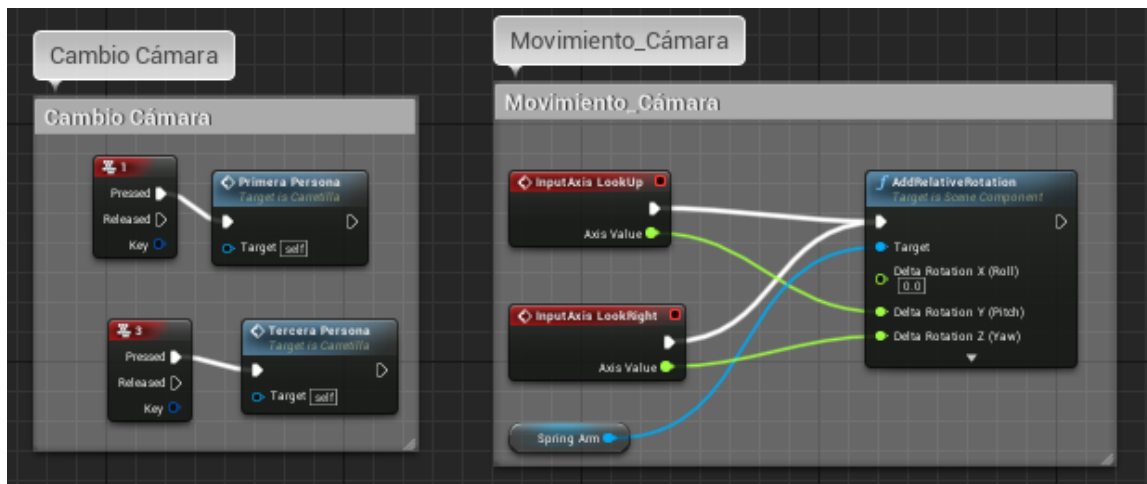 Cambio Cámara
Cambio Cámara
1
Pressed
Released
Key
Primera Persona
Target is Carretilla
Target self
3
Pressed
Released
Key
Tercera Persona
Target is Carretilla
Target self
Movimiento_Cámara
Movimiento_Cámara
InputAxis LookUp
Axis Value
InputAxis LookRight
Axis Value
Spring Arm
f AddRelativeRotation
Target is Scene Component
Target
Delta Rotation X (Roll)
0.0
Delta Rotation Y (Pitch)
Delta Rotation Z (Yaw)